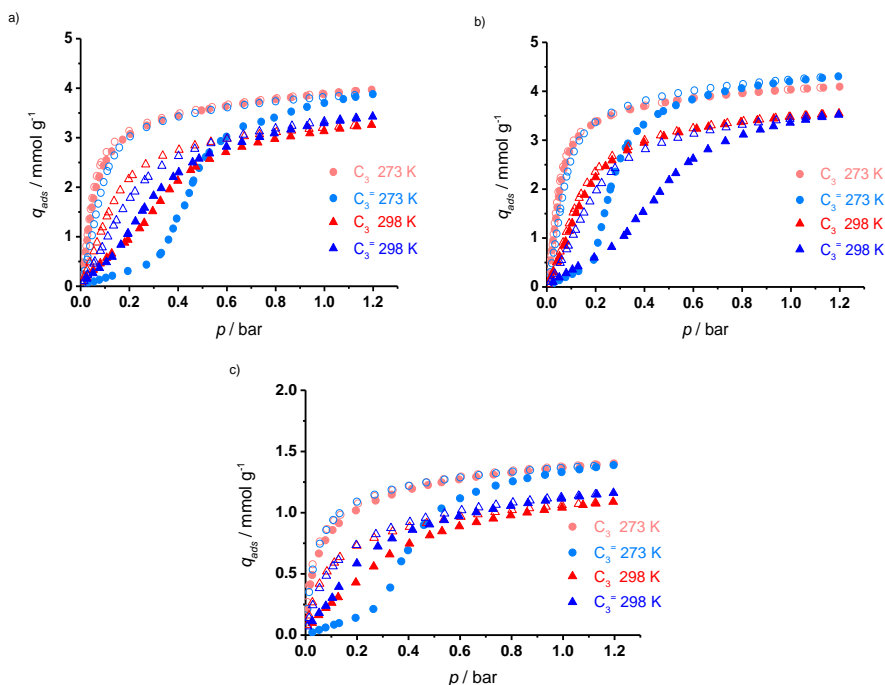 a)
5
4
3
2
1
0
q_ads / mmol g⁻¹
C₃ 273 K
C₃⁼ 273 K
C₃ 298 K
C₃⁼ 298 K
0.0 0.2 0.4 0.6 0.8 1.0 1.2
p / bar
b)
5
4
3
2
1
0
q_ads / mmol g⁻¹
C₃ 273 K
C₃⁼ 273 K
C₃ 298 K
C₃⁼ 298 K
0.0 0.2 0.4 0.6 0.8 1.0 1.2
p / bar
c)
2.0
1.5
1.0
0.5
0.0
q_ads / mmol g⁻¹
C₃ 273 K
C₃⁼ 273 K
C₃ 298 K
C₃⁼ 298 K
0.0 0.2 0.4 0.6 0.8 1.0 1.2
p / bar